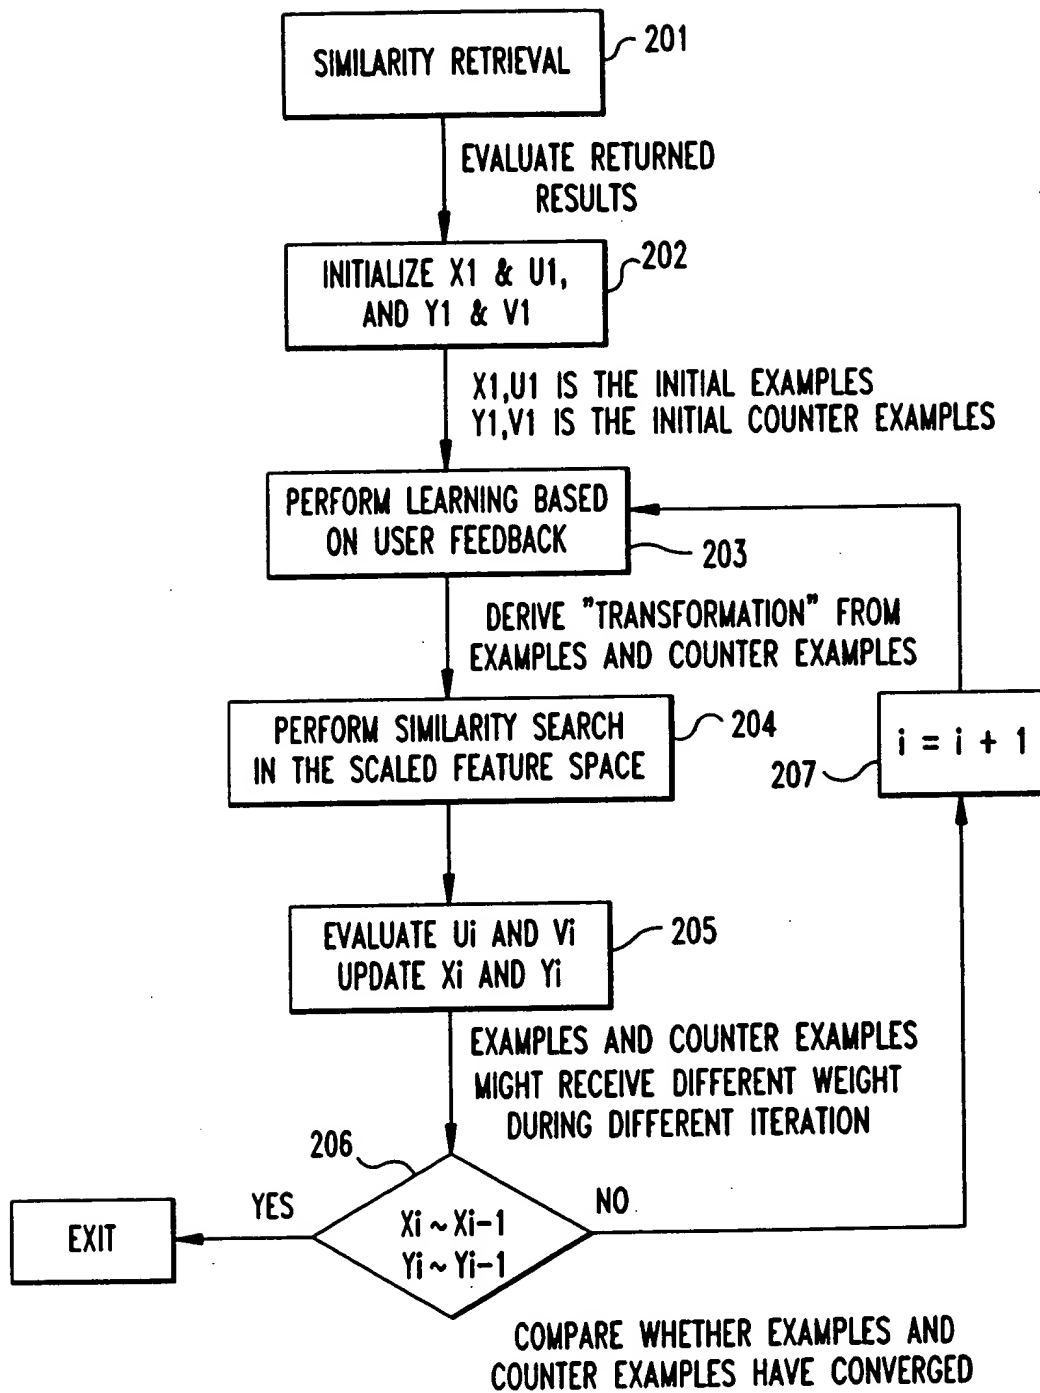 SIMILARITY RETRIEVAL
201
EVALUATE RETURNED
RESULTS
INITIALIZE X1 & U1,
AND Y1 & V1
202
X1,U1 IS THE INITIAL EXAMPLES
Y1,V1 IS THE INITIAL COUNTER EXAMPLES
PERFORM LEARNING BASED
ON USER FEEDBACK
203
DERIVE "TRANSFORMATION" FROM
EXAMPLES AND COUNTER EXAMPLES
PERFORM SIMILARITY SEARCH
IN THE SCALED FEATURE SPACE
204
i = i + 1
207
EVALUATE Ui AND Vi
UPDATE Xi AND Yi
205
EXAMPLES AND COUNTER EXAMPLES
MIGHT RECEIVE DIFFERENT WEIGHT
DURING DIFFERENT ITERATION
206
YES
NO
EXIT
Xi ~ Xi-1
Yi ~ Yi-1
COMPARE WHETHER EXAMPLES AND
COUNTER EXAMPLES HAVE CONVERGED